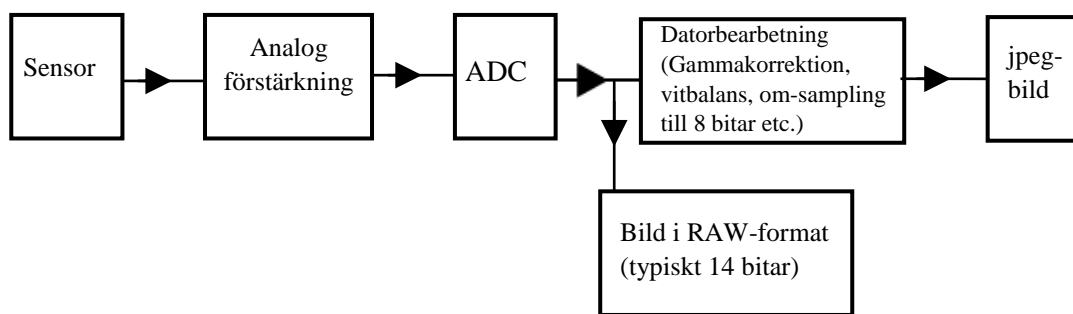 Sensor
Analog
förstärkning
ADC
Datorbearbetning
(Gammakorrektion,
vitbalans, om-sampling
till 8 bitar etc.)
jpeg-
bild
Bild i RAW-format
(typiskt 14 bitar)